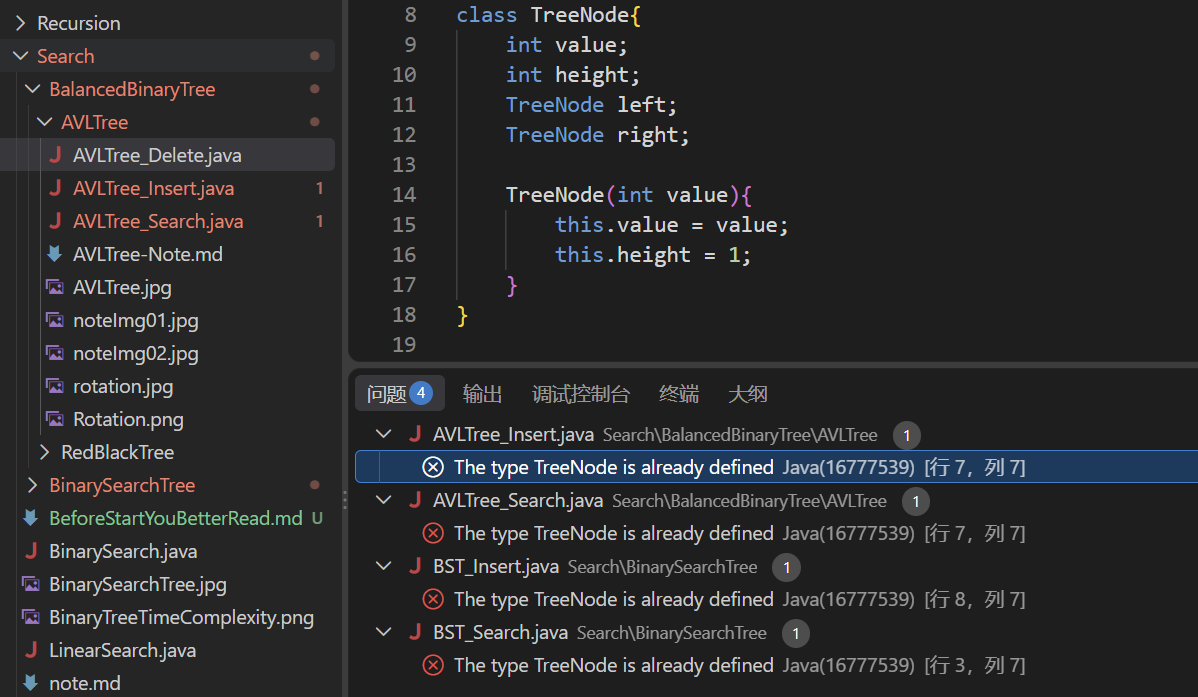 Recursion
Search
BalancedBinaryTree
AVLTree
AVLTree_Delete.java
AVLTree_Insert.java 1
AVLTree_Search.java 1
AVLTree-Note.md
AVLTree.jpg
noteImg01.jpg
noteImg02.jpg
rotation.jpg
Rotation.png
RedBlackTree
BinarySearchTree
BeforeStartYouBetterRead.md U
BinarySearch.java
BinarySearchTree.jpg
BinaryTreeTimeComplexity.png
LinearSearch.java
note.md
8 class TreeNode{
9 int value;
10 int height;
11 TreeNode left;
12 TreeNode right;
13
14 TreeNode(int value){
15 this.value = value;
16 this.height = 1;
17 }
18 }
19
问题 4 输出 调试控制台 终端 大纲
AVLTree_Insert.java Search\BalancedBinaryTree\AVLTree 1
The type TreeNode is already defined Java(16777539) [行 7，列 7]
AVLTree_Search.java Search\BalancedBinaryTree\AVLTree 1
The type TreeNode is already defined Java(16777539) [行 7，列 7]
BST_Insert.java Search\BinarySearchTree 1
The type TreeNode is already defined Java(16777539) [行 8，列 7]
BST_Search.java Search\BinarySearchTree 1
The type TreeNode is already defined Java(16777539) [行 3，列 7]